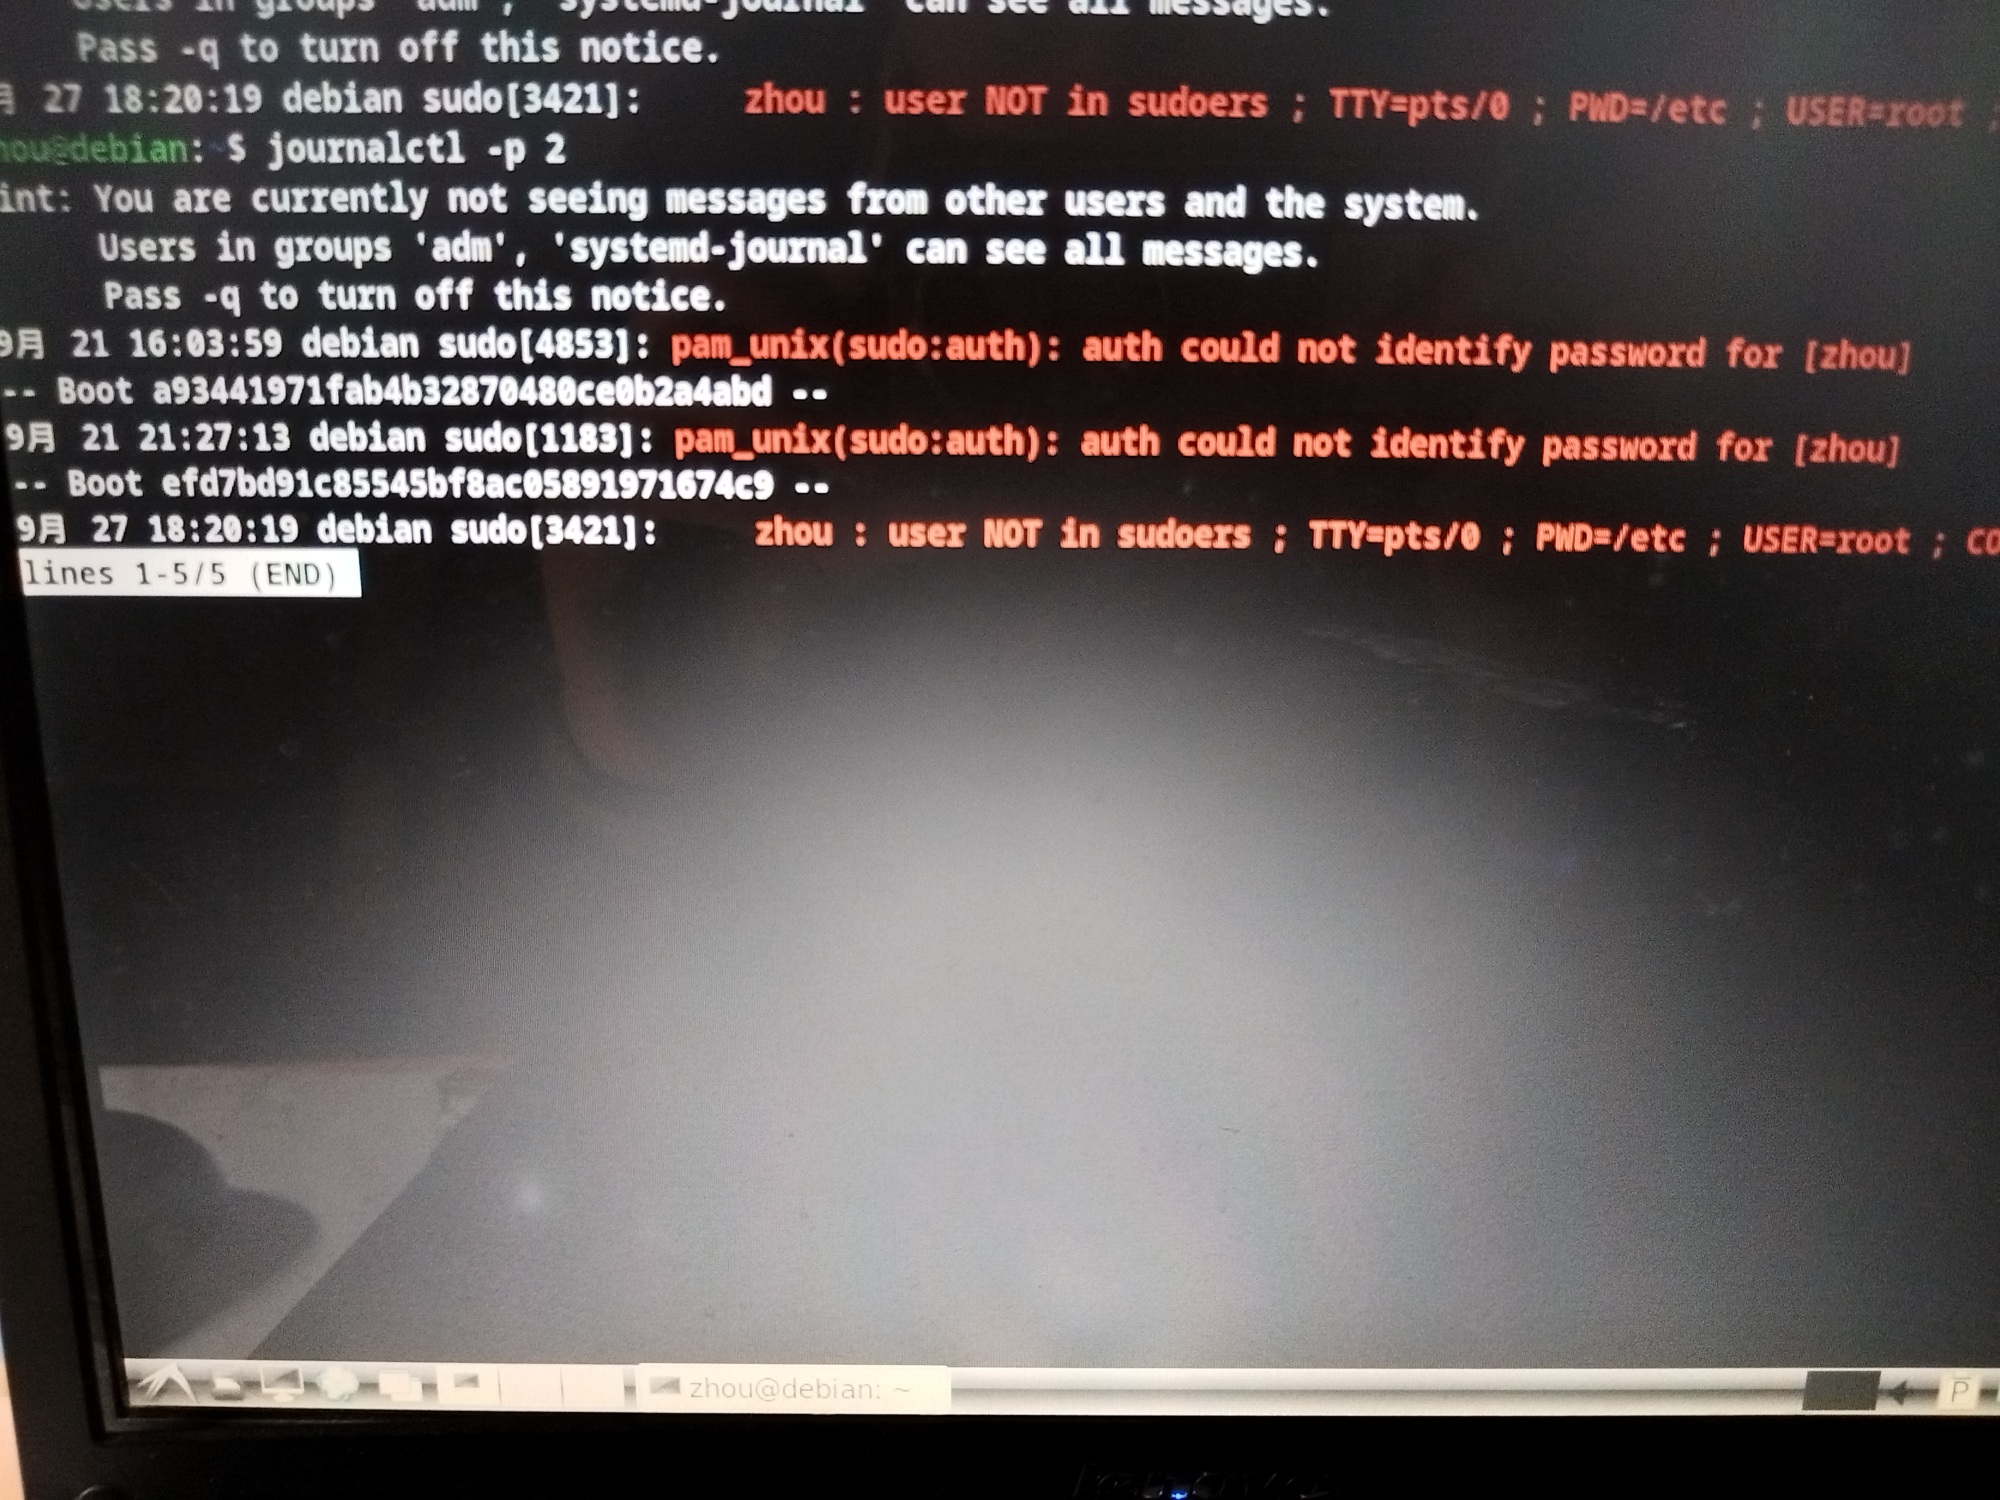 Users in groups 'adm', 'systemd-journal' can see all messages.
Pass -q to turn off this notice.
月 27 18:20:19 debian sudo[3421]: zhou : user NOT in sudoers ; TTY=pts/0 ; PWD=/etc ; USER=root ;
hou@debian:~$ journalctl -p 2
int: You are currently not seeing messages from other users and the system.
Users in groups 'adm', 'systemd-journal' can see all messages.
Pass -q to turn off this notice.
9月 21 16:03:59 debian sudo[4853]: pam_unix(sudo:auth): auth could not identify password for [zhou]
-- Boot a93441971fab4b32870480ce0b2a4abd --
9月 21 21:27:13 debian sudo[1183]: pam_unix(sudo:auth): auth could not identify password for [zhou]
-- Boot efd7bd91c85545bf8ac05891971674c9 --
9月 27 18:20:19 debian sudo[3421]: zhou : user NOT in sudoers ; TTY=pts/0 ; PWD=/etc ; USER=root ; CO
lines 1-5/5 (END)
zhou@debian: ~
P
lenovo